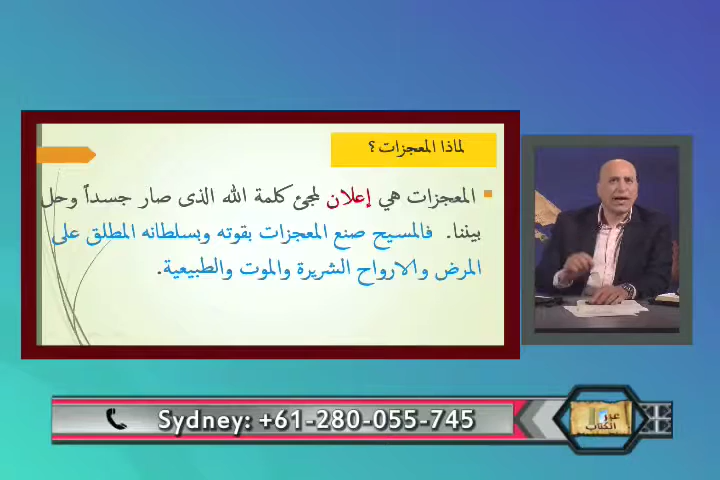 لماذا المعجزات؟
المعجزات هي إعلان لمجئ كلمة الله الذى صار جسداً وحل
بيننا. فالمسيح صنع المعجزات بقوته وبسلطانه المطلق على
المرض والارواح الشريرة والموت والطبيعية.
Sydney: +61-280-055-745
الكتاب